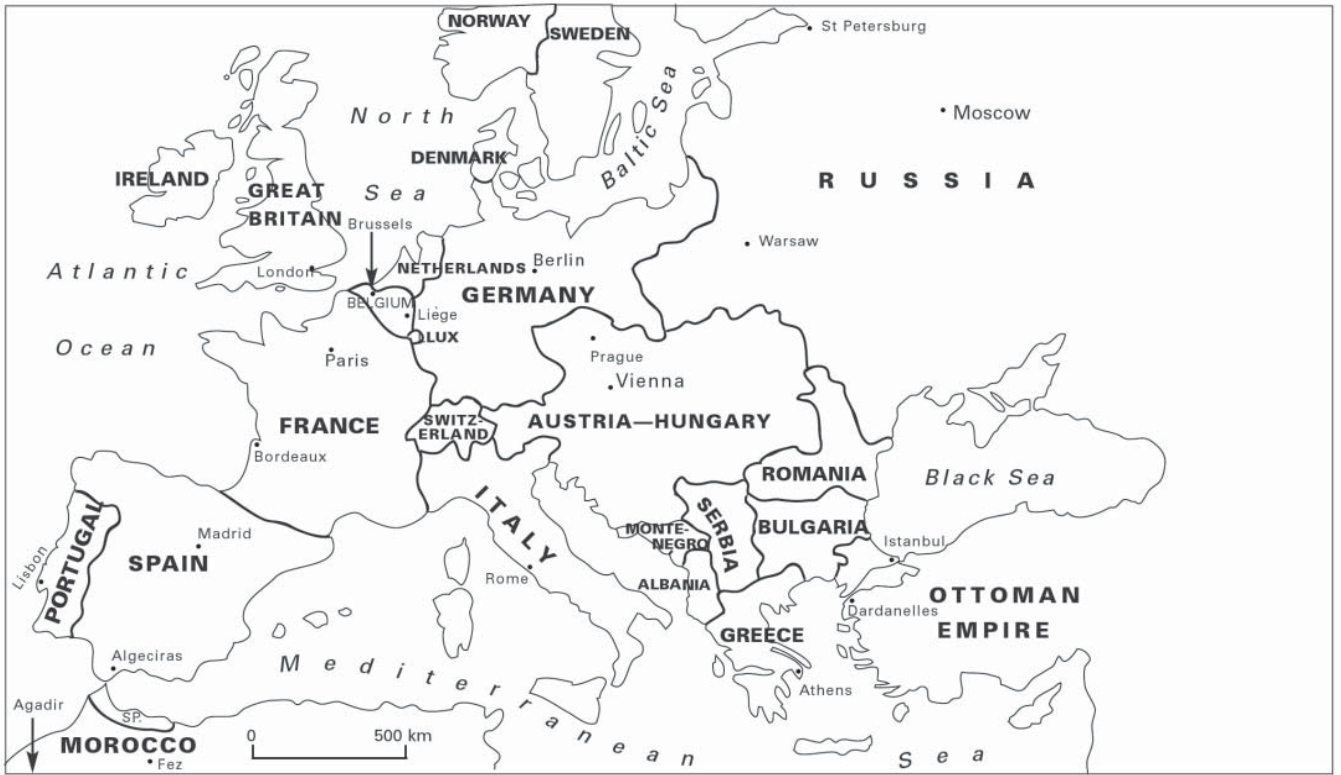 NORWAY
SWEDEN
St Petersburg
Moscow
North
Sea
Baltic Sea
DENMARK
IRELAND
GREAT
BRITAIN
RUSSIA
Brussels
Warsaw
Atlantic
Ocean
London
NETHERLANDS
Berlin
GERMANY
BELGIUM
Liège
LUX
Paris
Prague
Vienna
FRANCE
SWITZ-
ERLAND
AUSTRIA—HUNGARY
Bordeaux
ROMANIA
Black Sea
ITALY
SERBIA
BULGARIA
MONTE-
NEGRO
Istanbul
PORTUGAL
Madrid
SPAIN
Lisbon
Rome
ALBANIA
OTTOMAN
EMPIRE
Dardanelles
GREECE
Algeciras
Mediterranean
Sea
Athens
Agadir
SP.
MOROCCO
Fez
0
500 km